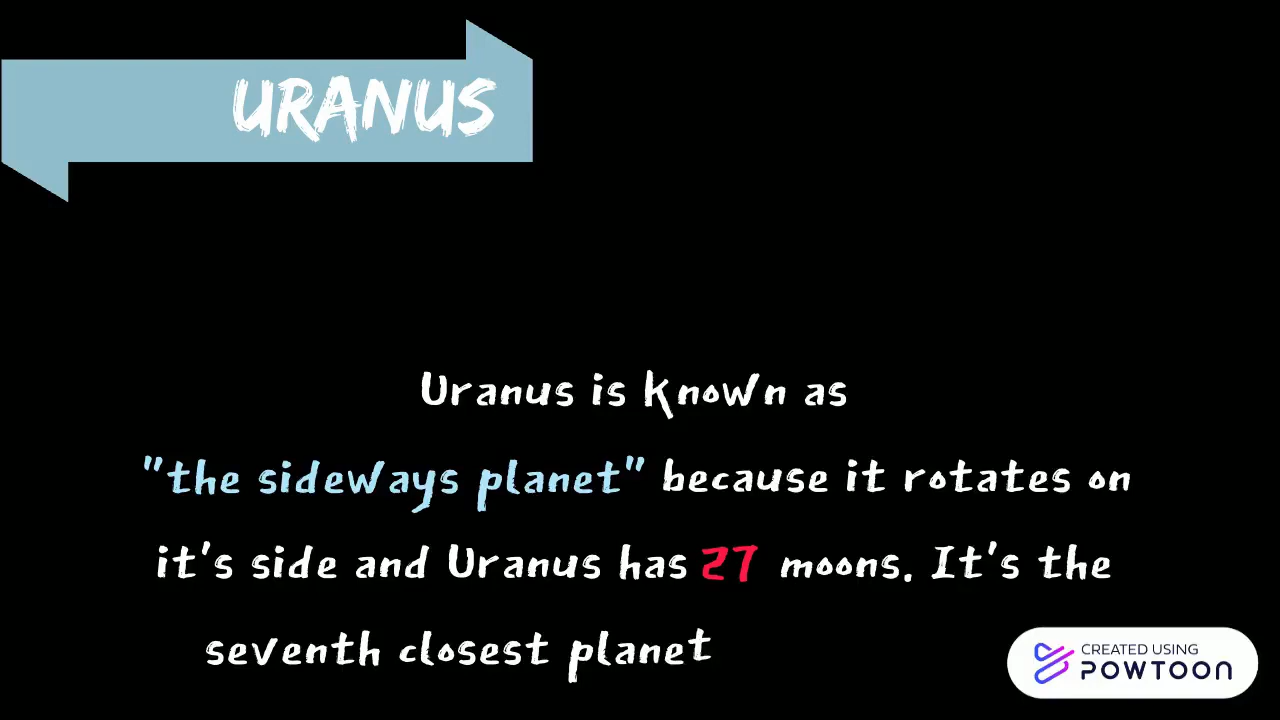 URANUS
Uranus is known as
"the sideways planet" because it rotates on
it's side and Uranus has 27 moons. It's the
seventh closest planet
CREATED USING
POWTOON